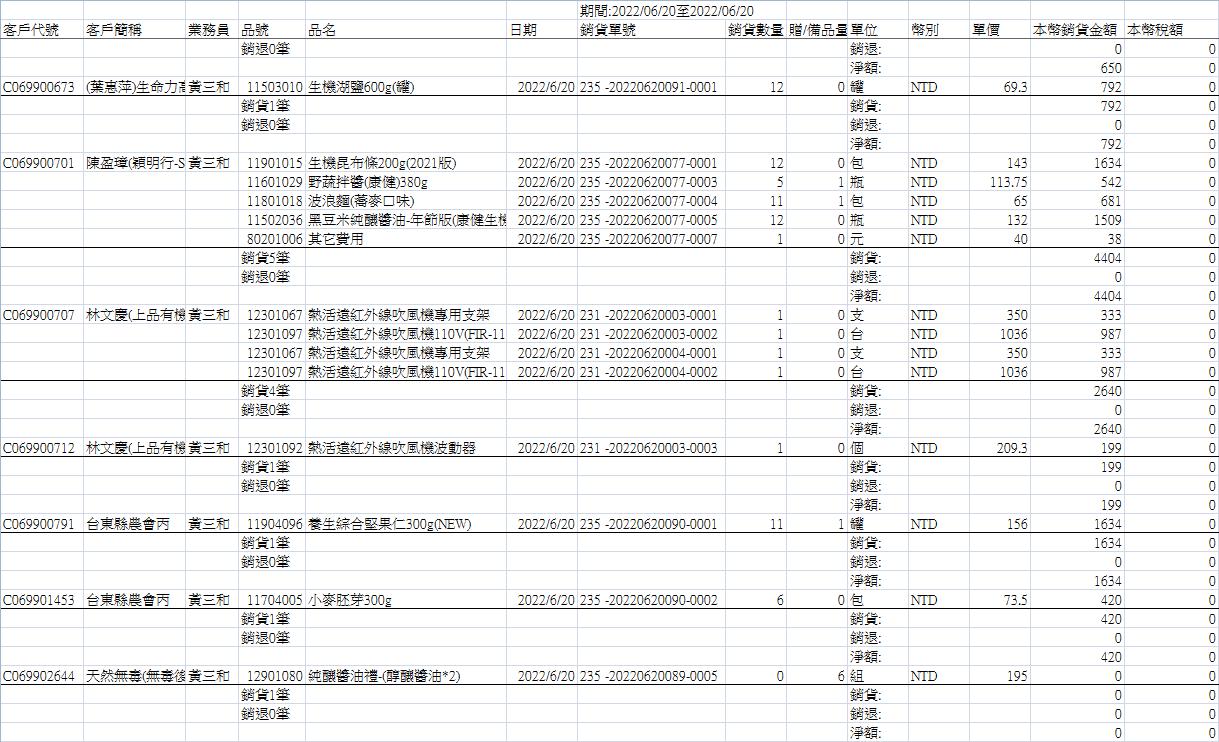 期間:2022/06/20至2022/06/20
客戶代號 客戶簡稱 業務員 品號 品名 日期 銷貨單號 銷貨數量 贈/備品量 單位 幣別 單價 本幣銷貨金額 本幣稅額
銷退0筆 銷退: 0 0
淨額: 650 0
C069900673 (葉惠萍)生命力 黃三和 11503010 生機湖鹽600g(罐) 2022/6/20 235 -20220620091-0001 12 0 罐 NTD 69.3 792 0
銷貨1筆 銷貨: 792 0
銷退0筆 銷退: 0 0
淨額: 792 0
C069900701 陳盈璋(穎明行-S 黃三和 11901015 生機昆布條200g(2021版) 2022/6/20 235 -20220620077-0001 12 0 包 NTD 143 1634 0
11601029 野蔬拌醬(康健)380g 2022/6/20 235 -20220620077-0003 5 1 瓶 NTD 113.75 542 0
11801018 波浪麵(蕎麥口味) 2022/6/20 235 -20220620077-0004 11 1 包 NTD 65 681 0
11502036 黑豆米純釀醬油-年節版(康健生機 2022/6/20 235 -20220620077-0005 12 0 瓶 NTD 132 1509 0
80201006 其它費用 2022/6/20 235 -20220620077-0007 1 0 元 NTD 40 38 0
銷貨5筆 銷貨: 4404 0
銷退0筆 銷退: 0 0
淨額: 4404 0
C069900707 林文慶(上品有機 黃三和 12301067 熱活遠紅外線吹風機專用支架 2022/6/20 231 -20220620003-0001 1 0 支 NTD 350 333 0
12301097 熱活遠紅外線吹風機110V(FIR-11 2022/6/20 231 -20220620003-0002 1 0 台 NTD 1036 987 0
12301067 熱活遠紅外線吹風機專用支架 2022/6/20 231 -20220620004-0001 1 0 支 NTD 350 333 0
12301097 熱活遠紅外線吹風機110V(FIR-11 2022/6/20 231 -20220620004-0002 1 0 台 NTD 1036 987 0
銷貨4筆 銷貨: 2640 0
銷退0筆 銷退: 0 0
淨額: 2640 0
C069900712 林文慶(上品有機 黃三和 12301092 熱活遠紅外線吹風機波動器 2022/6/20 231 -20220620003-0003 1 0 個 NTD 209.3 199 0
銷貨1筆 銷貨: 199 0
銷退0筆 銷退: 0 0
淨額: 199 0
C069900791 台東縣農會丙 黃三和 11904096 養生綜合堅果仁300g(NEW) 2022/6/20 235 -20220620090-0001 11 1 罐 NTD 156 1634 0
銷貨1筆 銷貨: 1634 0
銷退0筆 銷退: 0 0
淨額: 1634 0
C069901453 台東縣農會丙 黃三和 11704005 小麥胚芽300g 2022/6/20 235 -20220620090-0002 6 0 包 NTD 73.5 420 0
銷貨1筆 銷貨: 420 0
銷退0筆 銷退: 0 0
淨額: 420 0
C069902644 天然無毒(無毒後 黃三和 12901080 純釀醬油禮-(醇釀醬油*2) 2022/6/20 235 -20220620089-0005 0 6 組 NTD 195 0 0
銷貨1筆 銷貨: 0 0
銷退0筆 銷退: 0 0
淨額: 0 0